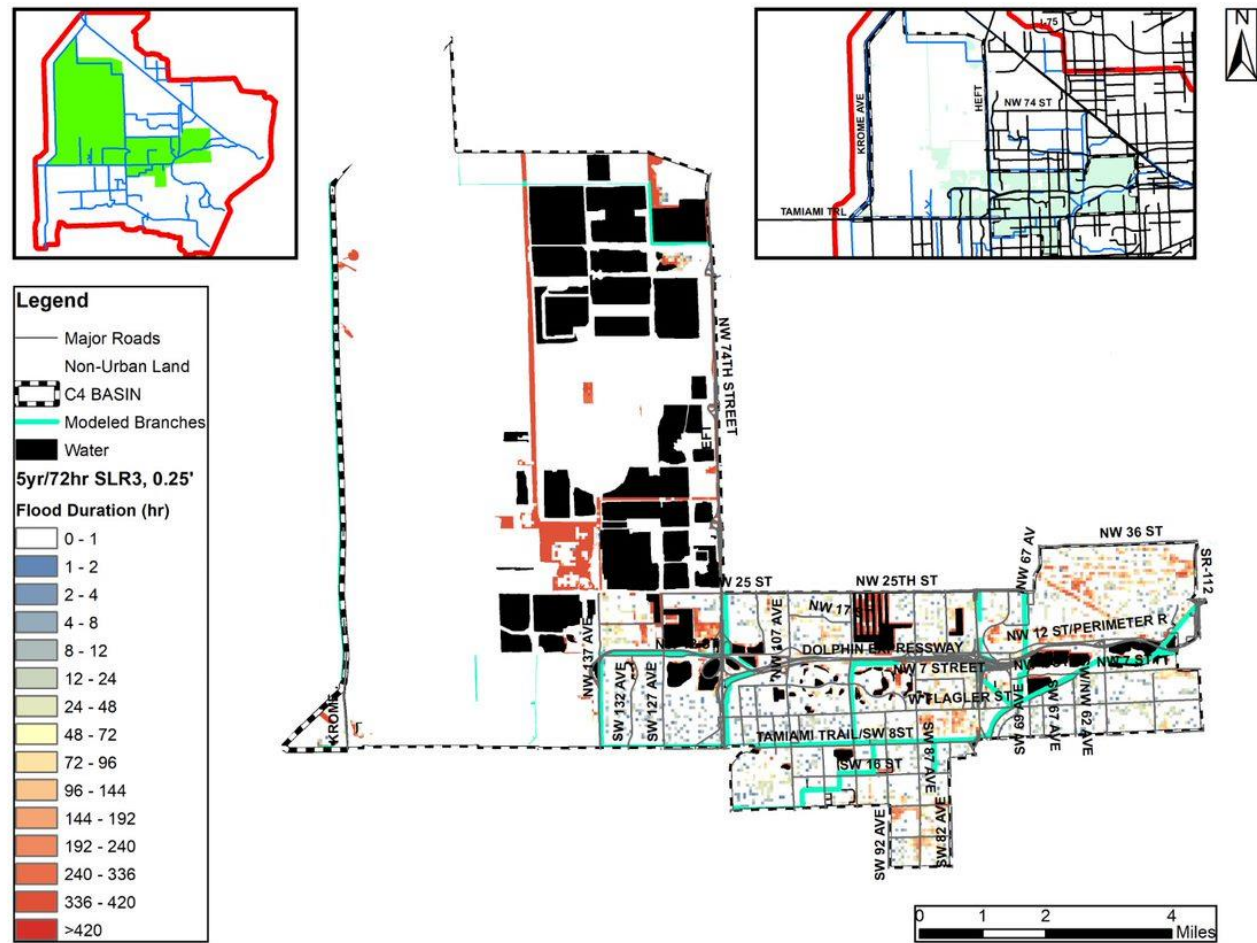 N
I-75
KROME AVE
HEFT
NW 74 ST
TAMIAMI TRL
Legend
Major Roads
Non-Urban Land
C4 BASIN
Modeled Branches
Water
5yr/72hr SLR3, 0.25'
Flood Duration (hr)
0 - 1
1 - 2
2 - 4
4 - 8
8 - 12
12 - 24
24 - 48
48 - 72
72 - 96
96 - 144
144 - 192
192 - 240
240 - 336
336 - 420
>420
NW 74TH STREET
NW 36 ST
SR-112
NW 67 AV
W 25 ST
NW 25TH ST
NW 17
NW 12 ST/PERIMETER R
NW 137 AVE
NW 107 AVE
DOLPHIN EXPRESSWAY
NW 7 STREET
NW 7 ST
SW 132 AVE
SW 127 AVE
W FLAGLER ST
SW 69 AVE
SW 67 AVE
SW/NW 62 AVE
KROME
TAMIAMI TRAIL/SW 8ST
SW 16 ST
SW 87 AVE
SW 92 AVE
SW 82 AVE
0 1 2 4
Miles